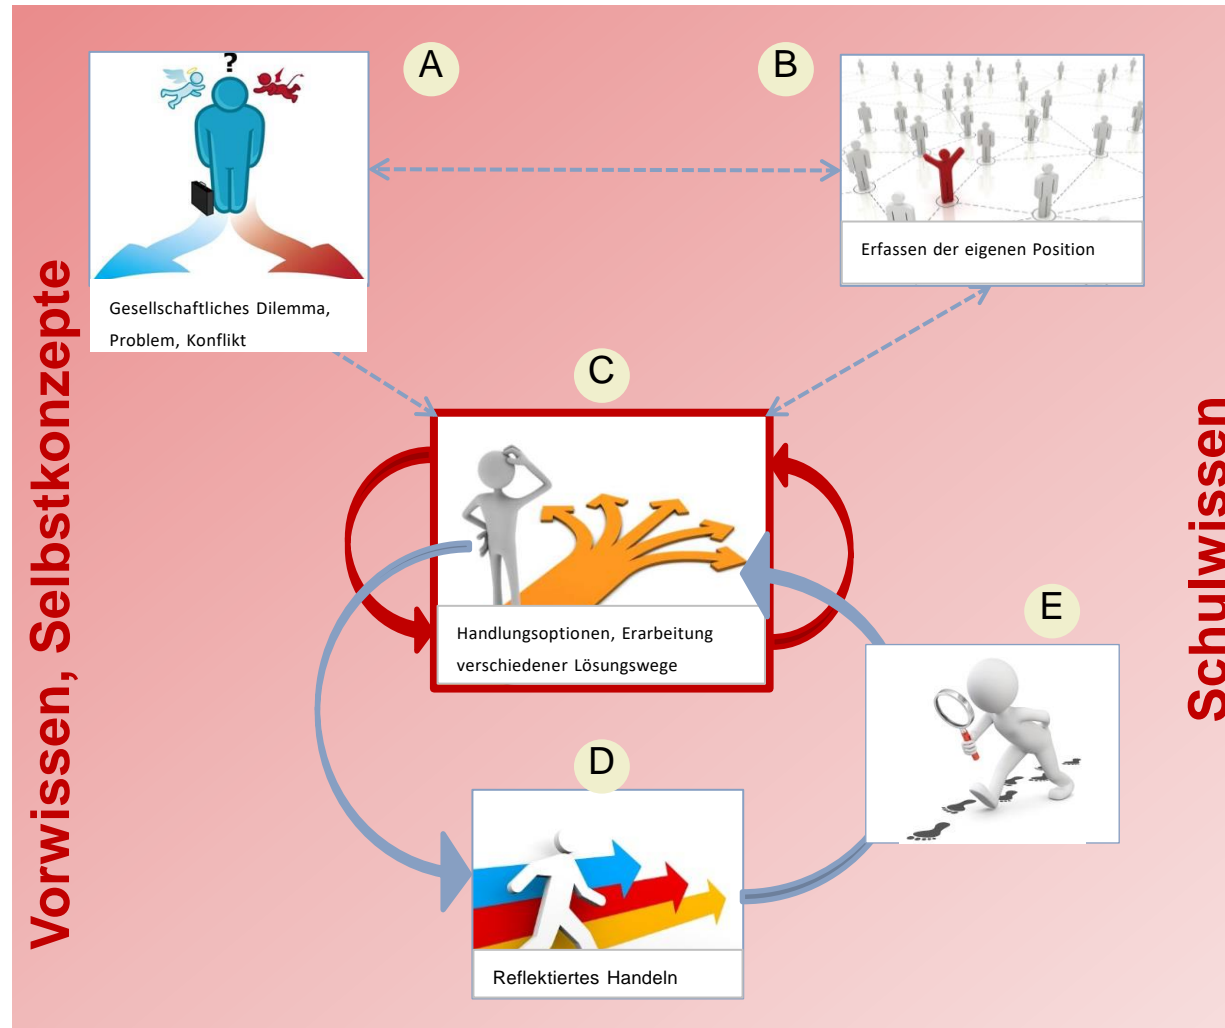 A
B
?
Gesellschaftliches Dilemma,
Problem, Konflikt
Erfassen der eigenen Position
C
Handlungsoptionen, Erarbeitung
verschiedener Lösungswege
D
Reflektiertes Handeln
E
Vorwissen, Selbstkonzepte
Schulwissen